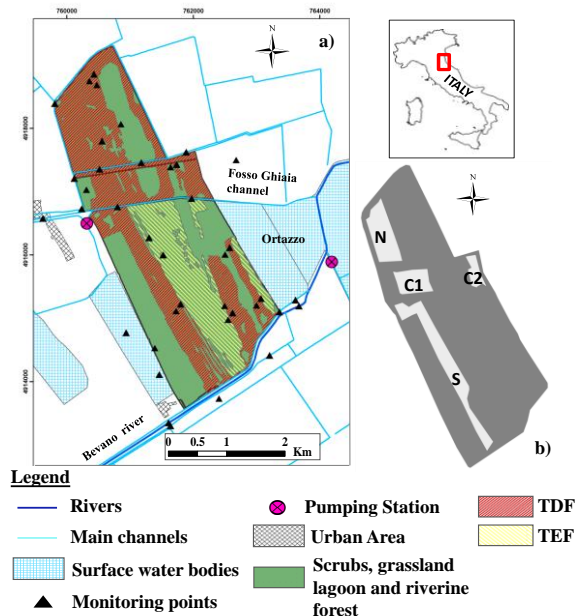 760000 762000 764000
a)
ITALY
4918000
Fosso Ghiaia
channel
Ortazzo
4916000
4914000
N
C1
C2
S
Bevano river
0 0.5 1 2
Km
b)
Legend
Rivers
Main channels
Surface water bodies
Monitoring points
Pumping Station
Urban Area
Scrubs, grassland
lagoon and riverine
forest
TDF
TEF